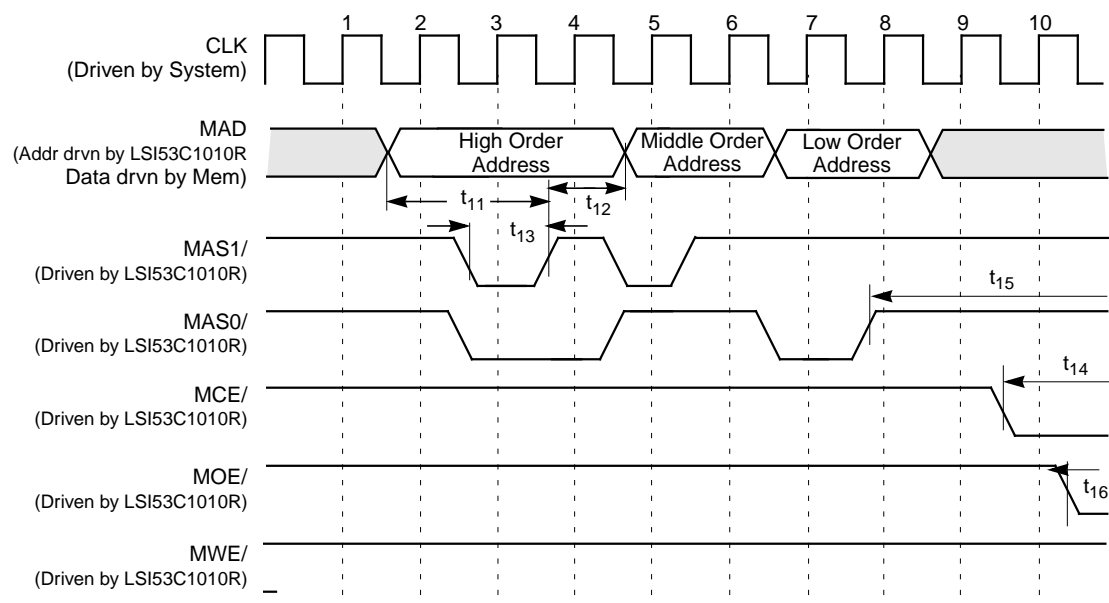 1 2 3 4 5 6 7 8 9 10
CLK
(Driven by System)
MAD
(Addr drvn by LSI53C1010R
Data drvn by Mem)
High Order
Address
Middle Order
Address
Low Order
Address
t11
t12
t13
MAS1/
(Driven by LSI53C1010R)
t15
MAS0/
(Driven by LSI53C1010R)
t14
MCE/
(Driven by LSI53C1010R)
MOE/
(Driven by LSI53C1010R)
t16
MWE/
(Driven by LSI53C1010R)